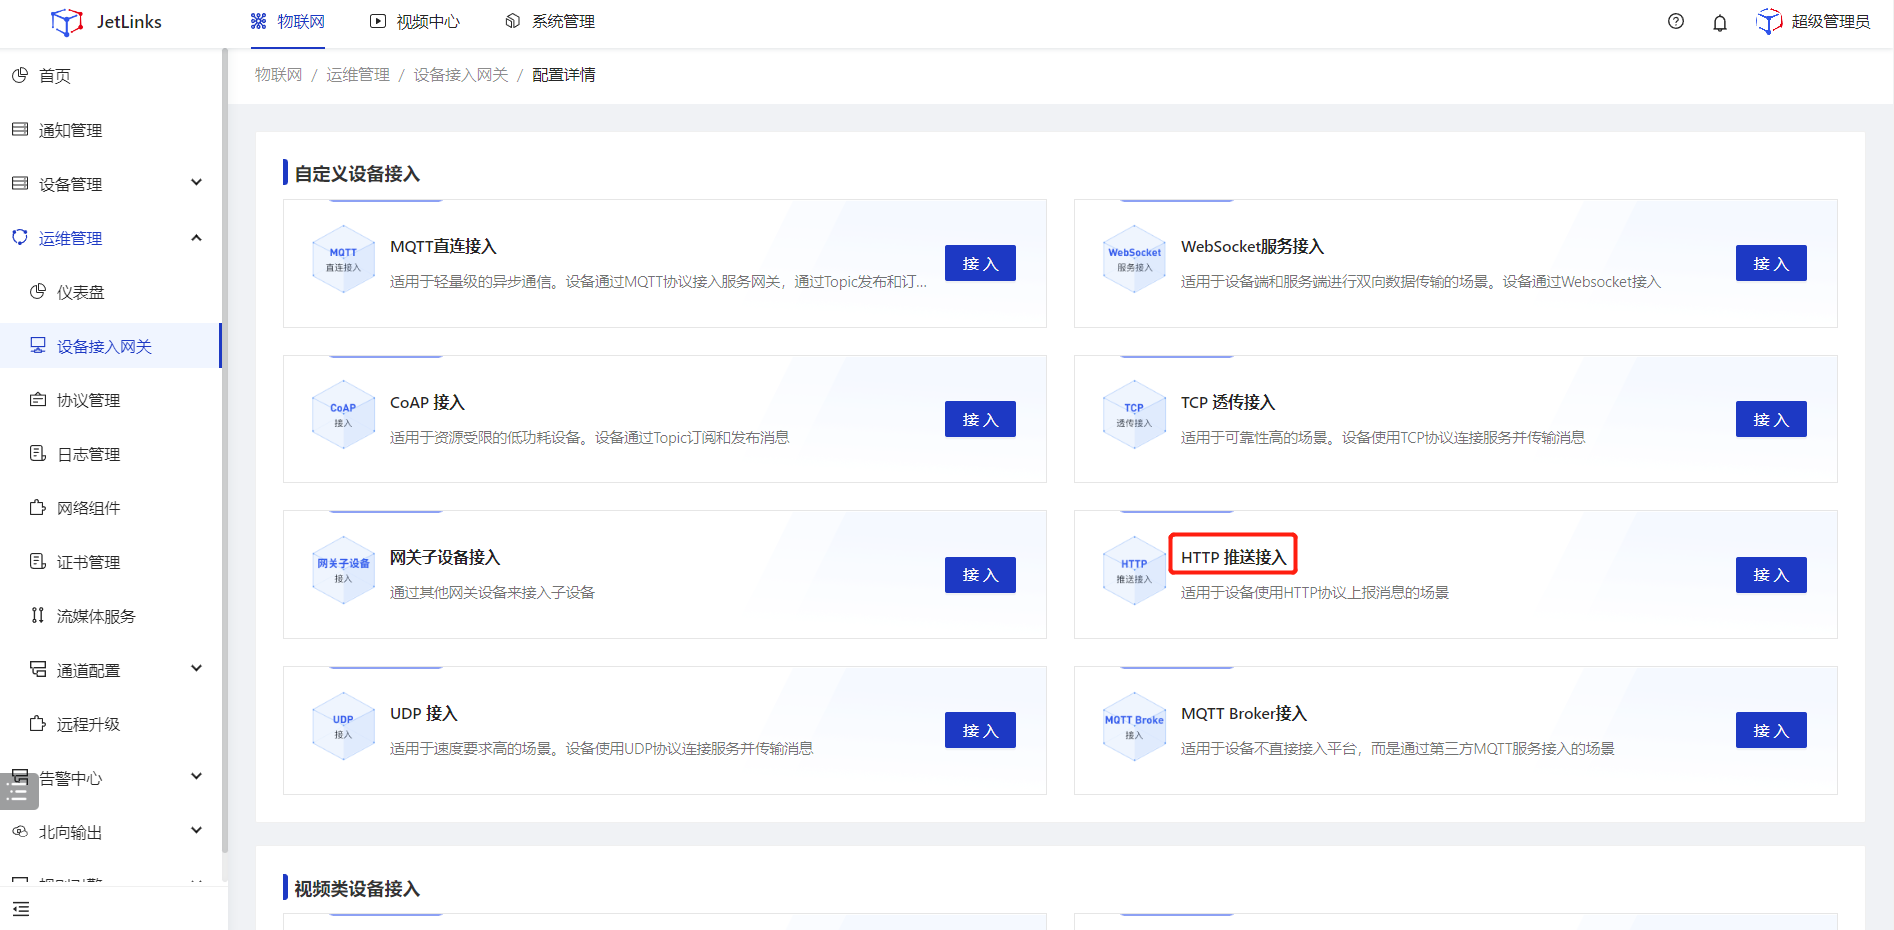 JetLinks
物联网
视频中心
系统管理
超级管理员
首页
通知管理
设备管理
运维管理
仪表盘
设备接入网关
协议管理
日志管理
网络组件
证书管理
流媒体服务
通道配置
远程升级
告警中心
北向输出
物联网 / 运维管理 / 设备接入网关 / 配置详情
自定义设备接入
MQTT
直连接入
MQTT直连接入
适用于轻量级的异步通信。设备通过MQTT协议接入服务网关，通过Topic发布和订...
接入
WebSocket
服务接入
WebSocket服务接入
适用于设备端和服务端进行双向数据传输的场景。设备通过Websocket接入
接入
CoAP
接入
CoAP 接入
适用于资源受限的低功耗设备。设备通过Topic订阅和发布消息
接入
TCP
透传接入
TCP 透传接入
适用于可靠性高的场景。设备使用TCP协议连接服务并传输消息
接入
网关子设备
接入
网关子设备接入
通过其他网关设备来接入子设备
接入
HTTP
推送接入
HTTP 推送接入
适用于设备使用HTTP协议上报消息的场景
接入
UDP
接入
UDP 接入
适用于速度要求高的场景。设备使用UDP协议连接服务并传输消息
接入
MQTT Broke
接入
MQTT Broker接入
适用于设备不直接接入平台，而是通过第三方MQTT服务接入的场景
接入
视频类设备接入